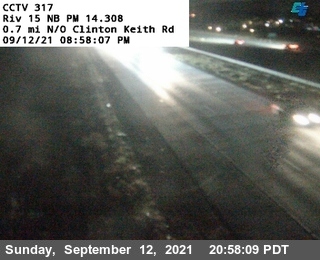 CCTV 317
Riv 15 NB PM 14.308
0.7 mi N/O Clinton Keith Rd
09/12/21 08:58:07 PM
Sunday, September 12, 2021 20:58:09 PDT